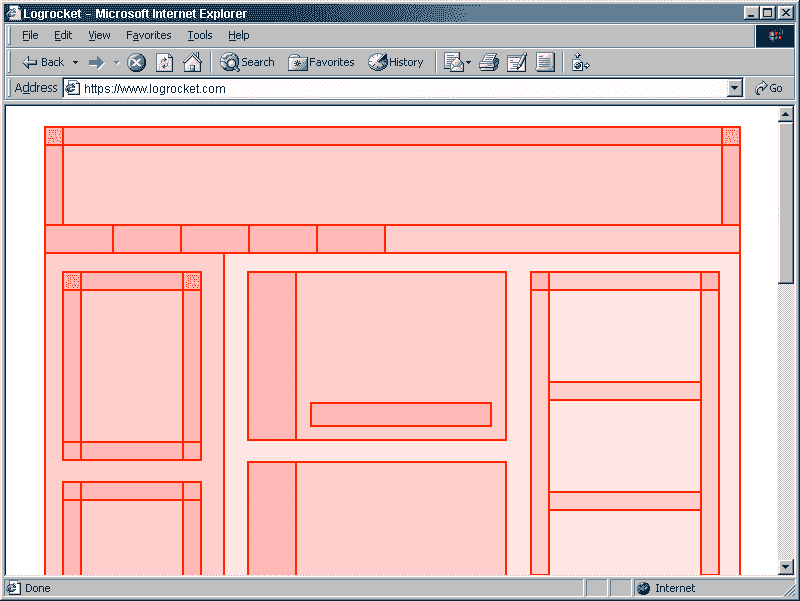 Logrocket – Microsoft Internet Explorer
File Edit View Favorites Tools Help
Back Search Favorites History
Address https://www.logrocket.com Go
Done Internet